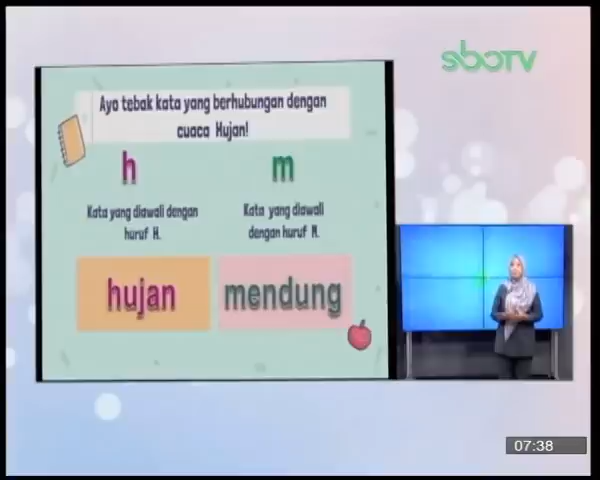 sboTV
Ayo tebak kata yang berhubungan dengan
cuaca Hujan!
h
m
Kata yang diawali dengan
huruf H.
Kata yang diawali
dengan huruf M.
hujan
mendung
07:38